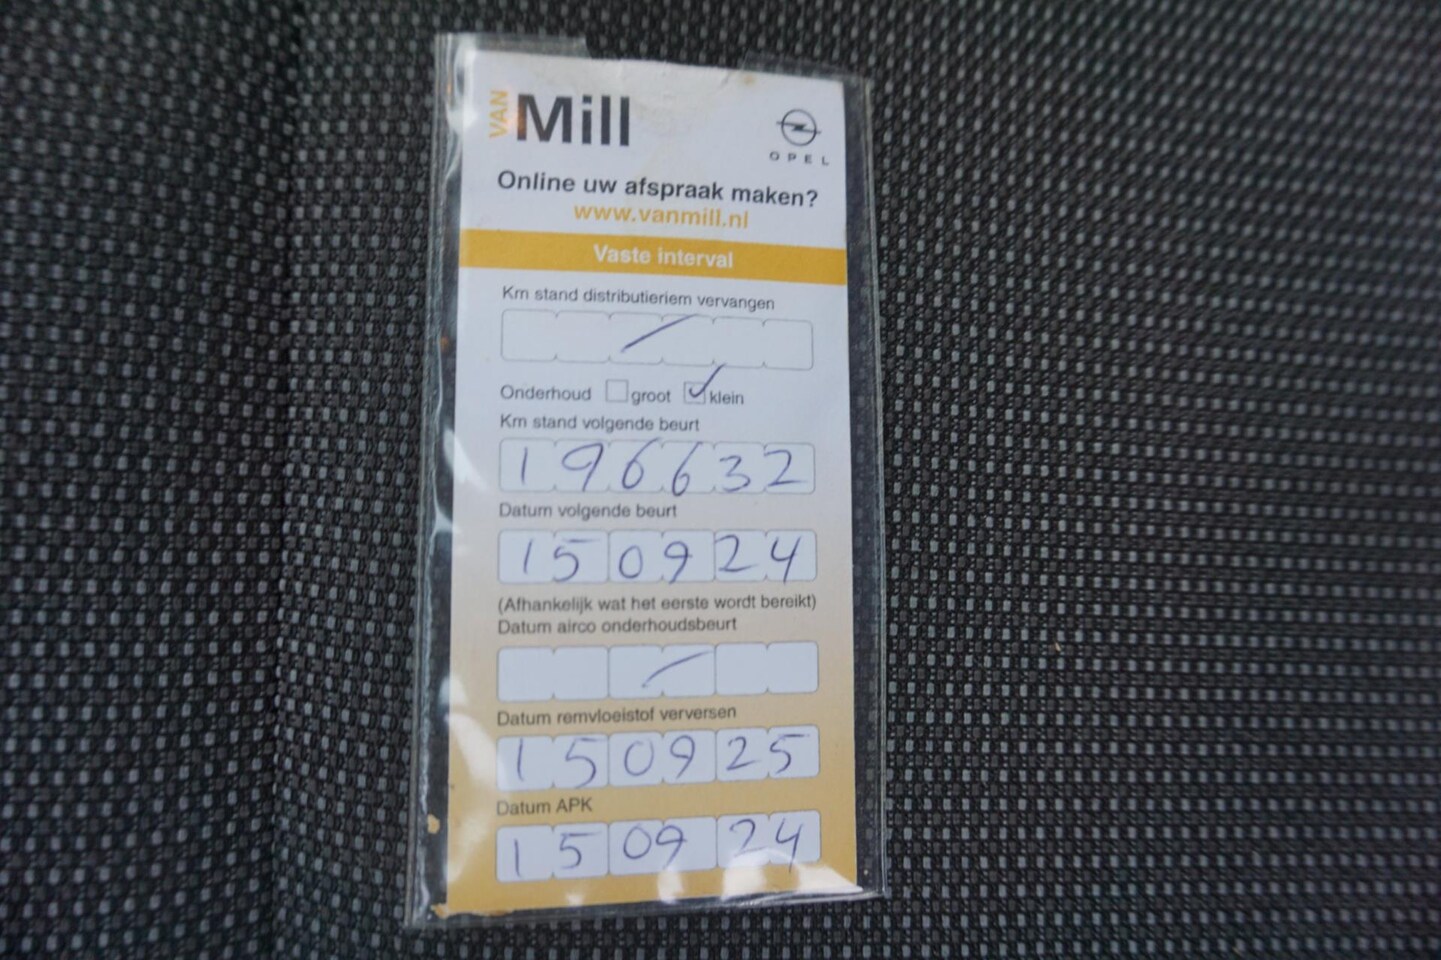 VAN Mill
OPEL
Online uw afspraak maken?
www.vanmill.nl
Vaste interval
Km stand distributieriem vervangen
Onderhoud groot klein
Km stand volgende beurt
196632
Datum volgende beurt
150924
(Afhankelijk wat het eerste wordt bereikt)
Datum airco onderhoudsbeurt
Datum remvloeistof verversen
150925
Datum APK
150924